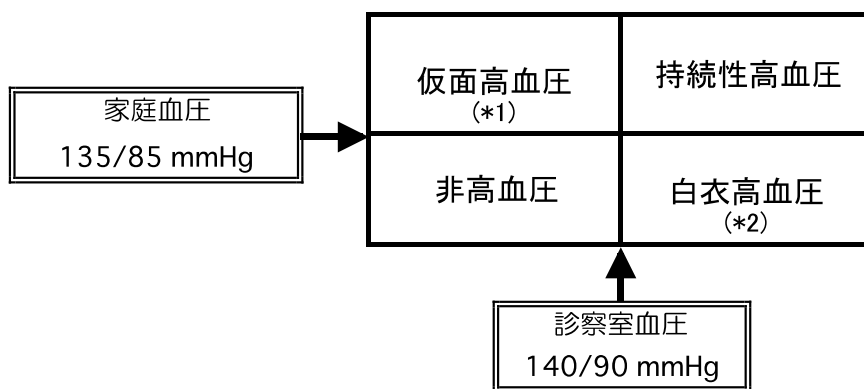 仮面高血圧
(*1)
持続性高血圧
家庭血圧
135/85 mmHg
非高血圧
白衣高血圧
(*2)
診察室血圧
140/90 mmHg